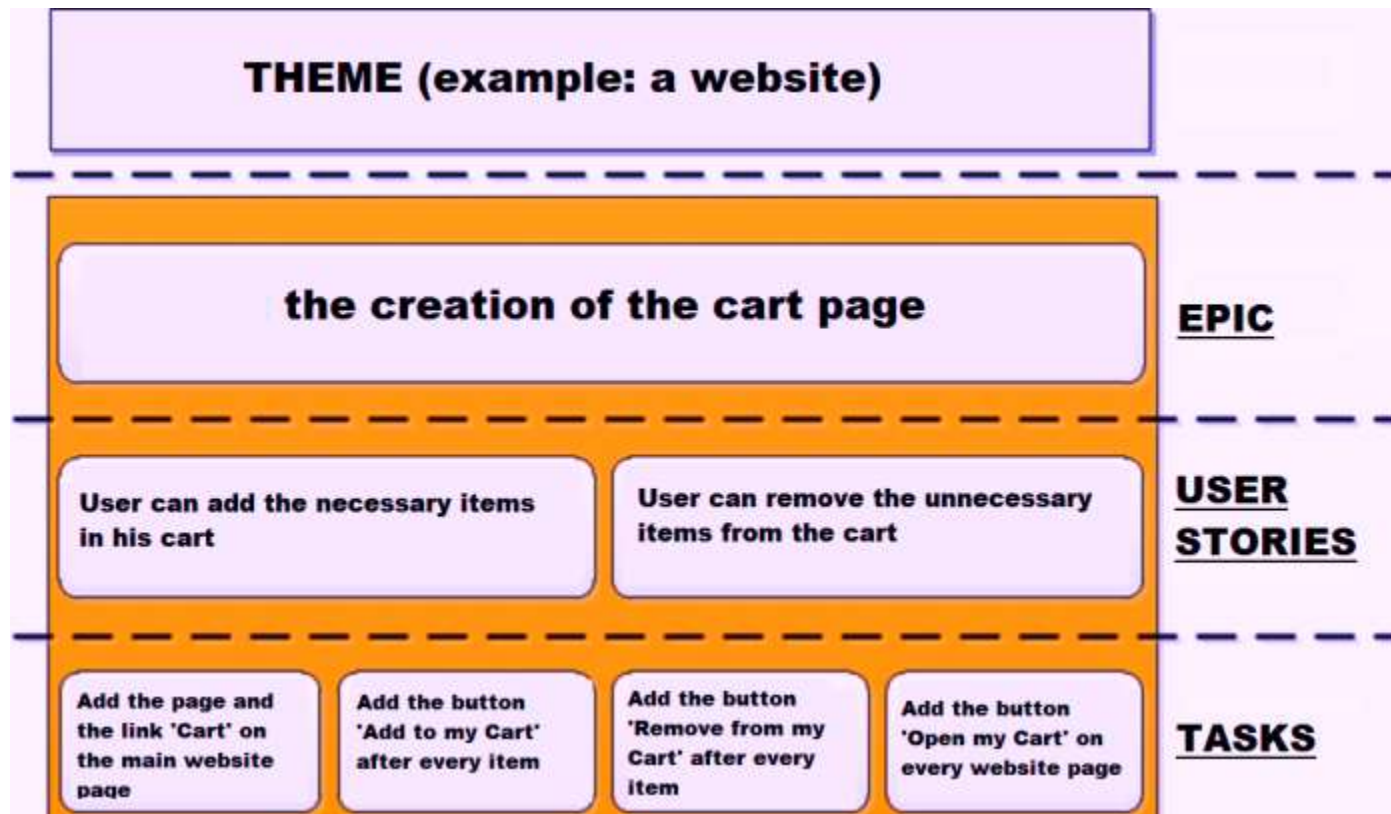 THEME (example: a website)
the creation of the cart page
EPIC
User can add the necessary items
in his cart
User can remove the unnecessary
items from the cart
USER
STORIES
Add the page and
the link 'Cart' on
the main website
page
Add the button
'Add to my Cart'
after every item
Add the button
'Remove from my
Cart' after every
item
Add the button
'Open my Cart' on
every website page
TASKS